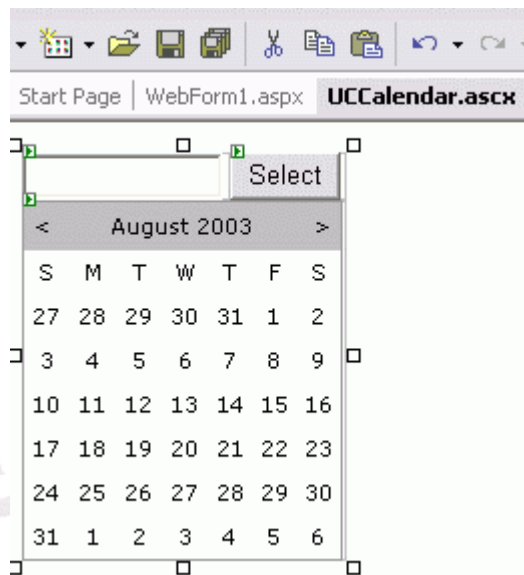 Start Page | WebForm1.aspx UCCalendar.ascx
Select
< August 2003 >
S M T W T F S
27 28 29 30 31 1 2
3 4 5 6 7 8 9
10 11 12 13 14 15 16
17 18 19 20 21 22 23
24 25 26 27 28 29 30
31 1 2 3 4 5 6